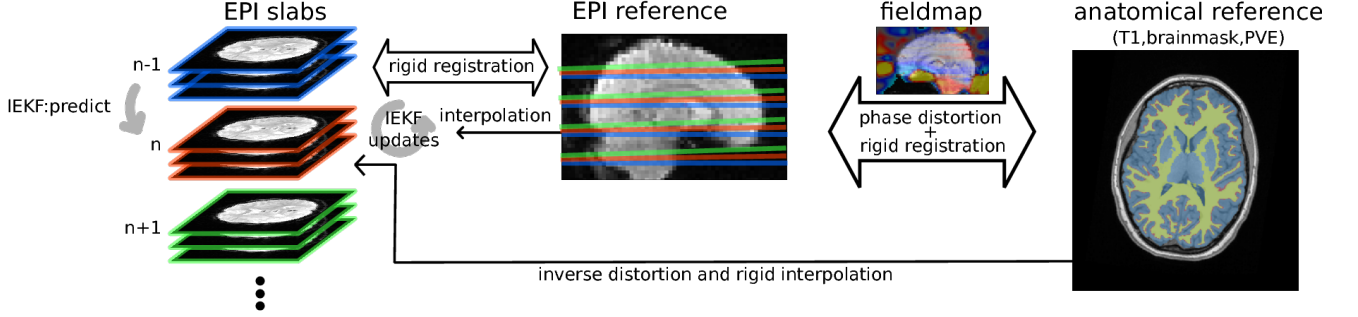 EPI slabs
EPI reference
fieldmap
anatomical reference
(T1,brainmask,PVE)
n-1
rigid registration
IEKF:predict
IEKF
updates
interpolation
phase distortion
+
rigid registration
n
n+1
inverse distortion and rigid interpolation